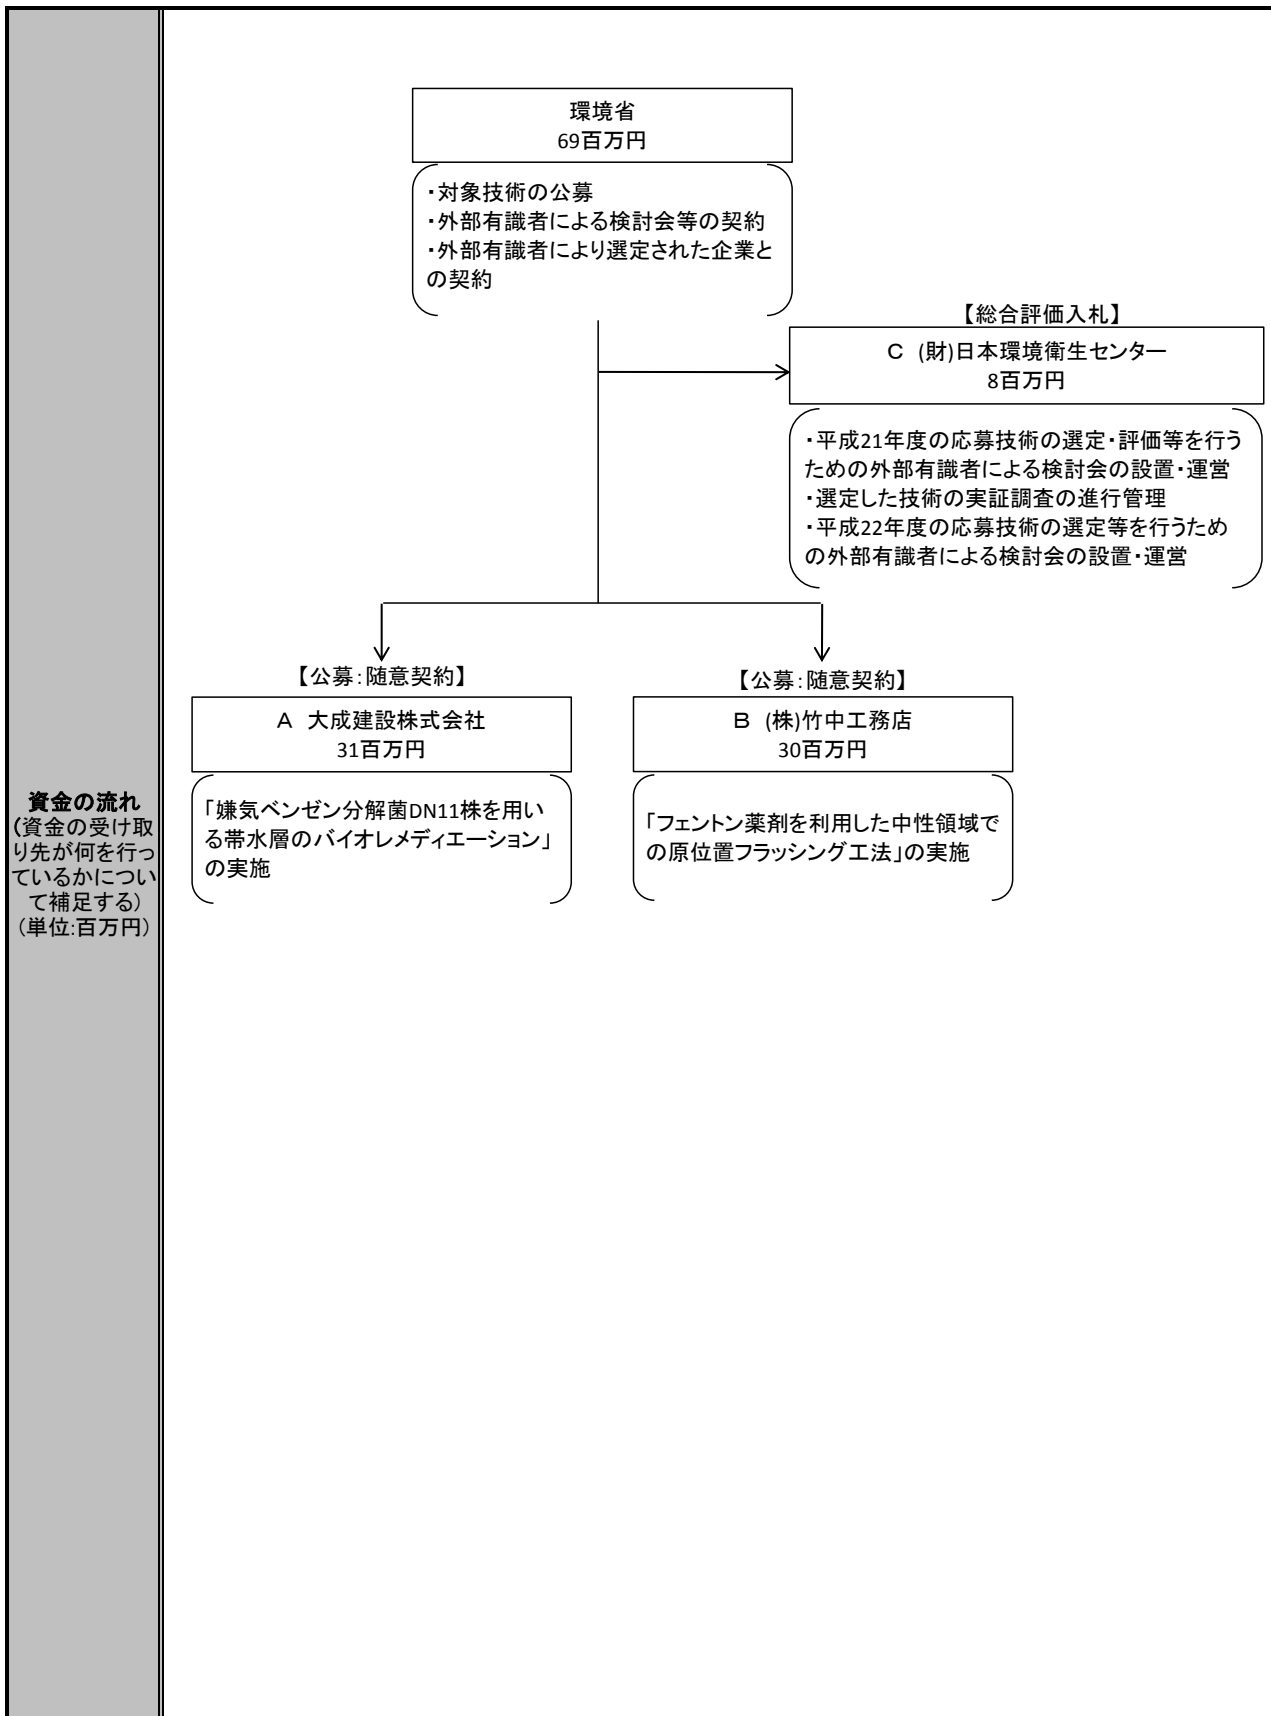 環境省
69百万円
・対象技術の公募
・外部有識者による検討会等の契約
・外部有識者により選定された企業と
の契約
【総合評価入札】
C (財)日本環境衛生センター
8百万円
・平成21年度の応募技術の選定・評価等を行う
ための外部有識者による検討会の設置・運営
・選定した技術の実証調査の進行管理
・平成22年度の応募技術の選定等を行うため
の外部有識者による検討会の設置・運営
【公募：随意契約】
A 大成建設株式会社
31百万円
「嫌気ベンゼン分解菌DN11株を用い
る帯水層のバイオレメディエーション」
の実施
【公募：随意契約】
B (株)竹中工務店
30百万円
「フェントン薬剤を利用した中性領域で
の原位置フラッシング工法」の実施
資金の流れ
(資金の受け取
り先が何を行っ
ているかについ
て補足する)
(単位:百万円)